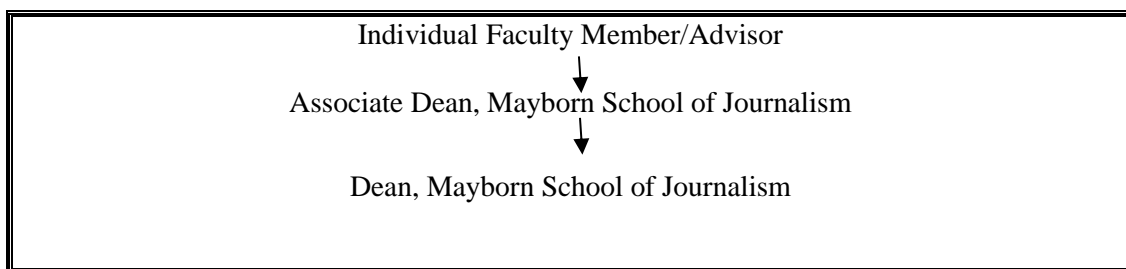 Individual Faculty Member/Advisor
Associate Dean, Mayborn School of Journalism
Dean, Mayborn School of Journalism